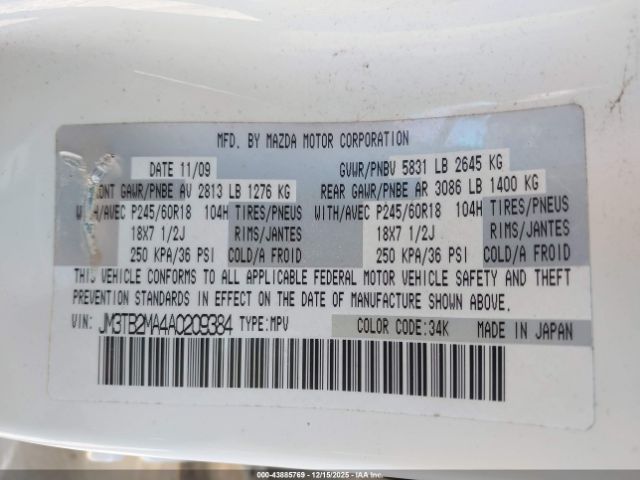 MFD. BY MAZDA MOTOR CORPORATION
DATE 11/09 GVWR/PNBV 5831 LB 2645 KG
ONT GAWR/PNBE AV 2813 LB 1276 KG REAR GAWR/PNBE AR 3086 LB 1400 KG
WITH/AVEC P245/60R18 104H TIRES/PNEUS WITH/AVEC P245/60R18 104H TIRES/PNEUS
18X7 1/2J RIMS/JANTES 18X7 1/2J RIMS/JANTES
250 KPA/36 PSI COLD/A FROID 250 KPA/36 PSI COLD/A FROID
THIS VEHICLE CONFORMS TO ALL APPLICABLE FEDERAL MOTOR VEHICLE SAFETY AND THEFT
PREVENTION STANDARDS IN EFFECT ON THE DATE OF MANUFACTURE SHOWN ABOVE.
VIN: JM3TB2MA4A0209384 TYPE:MPV COLOR CODE:34K MADE IN JAPAN
000-43885769 - 12/15/2025 - IAAI.COM